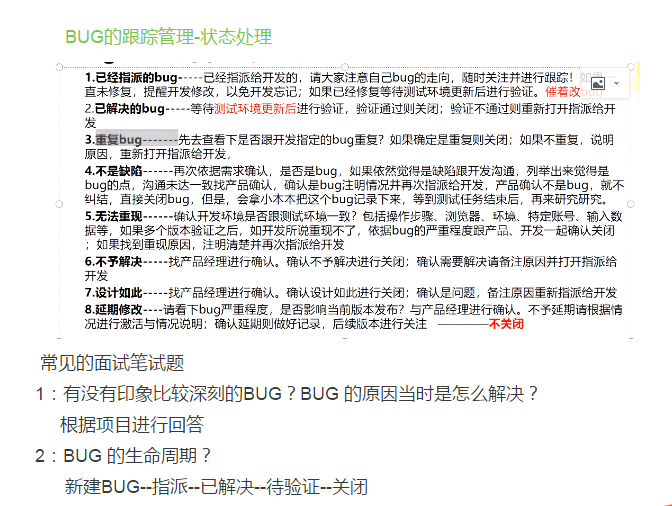 BUG的跟踪管理-状态处理
1.已经指派的bug-----已经指派给开发的，请大家注意自己bug的走向，随时关注并进行跟踪！如果一
直未修复，提醒开发修改，以免开发忘记；如果已经修复等待测试环境更新后进行验证。催着改bug
2.已解决的bug-----等待测试环境更新后进行验证，验证通过则关闭；验证不通过则重新打开指派给开
发
3.重复bug-------先去查看下是否跟开发指定的bug重复？如果确定是重复则关闭；如果不重复，说明
原因，重新打开指派给开发，
4.不是缺陷------再次依据需求确认，是否是bug，如果依然觉得是缺陷跟开发沟通，列举出来觉得是
bug的点，沟通未达一致找产品确认，确认是bug注明情况并再次指派给开发，产品确认不是bug，就不
纠结，直接关闭bug，但是，会拿小本本把这个bug记录下来，等到测试任务结束后，再来研究研究。
5.无法重现------确认开发环境是否跟测试环境一致？包括操作步骤、浏览器、环境、特定账号、输入数
据等，如果多个版本验证之后，如开发所说重现不了，依据bug的严重程度跟产品、开发一起确认关闭
；如果找到重现原因，注明清楚并再次指派给开发
6.不予解决-----找产品经理进行确认。确认不予解决进行关闭；确认需要解决请备注原因并打开指派给
开发
7.设计如此-----找产品经理进行确认。确认设计如此进行关闭；确认是问题，备注原因重新指派给开发
8.延期修改----请看下bug严重程度，是否影响当前版本发布？与产品经理进行确认。不予延期请根据情
况进行激活与情况说明；确认延期则做好记录，后续版本进行关注 ————–不关闭
常见的面试笔试题
1：有没有印象比较深刻的BUG？BUG 的原因当时是怎么解决？
根据项目进行回答
2：BUG 的生命周期？
新建BUG--指派--已解决--待验证--关闭